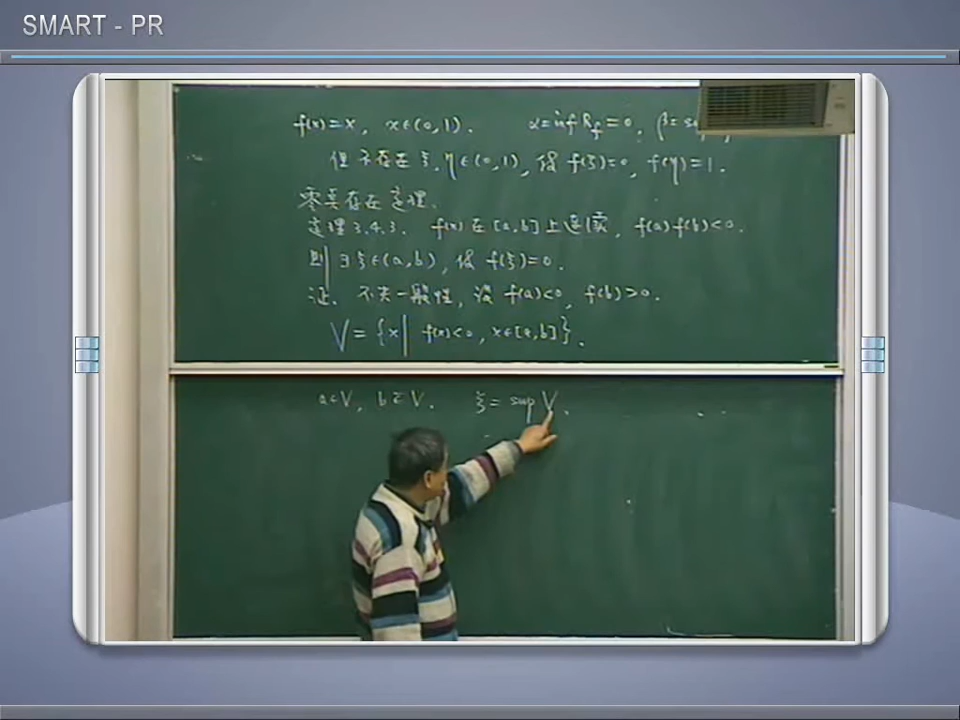 SMART - PR
f(x)=x, x∈(0,1). α=inf R_f=0, β=su
但不存在 ξ,η∈(0,1), 使 f(ξ)=0, f(η)=1.
零点存在定理.
定理3.4.3. f(x)在[a,b]上连续, f(a)f(b)<0.
则∃ξ∈(a,b), 使 f(ξ)=0.
证. 不失一般性, 设 f(a)<0, f(b)>0.
V={x| f(x)<0, x∈[a,b]}.
a∈V, b∉V. ξ=sup V.